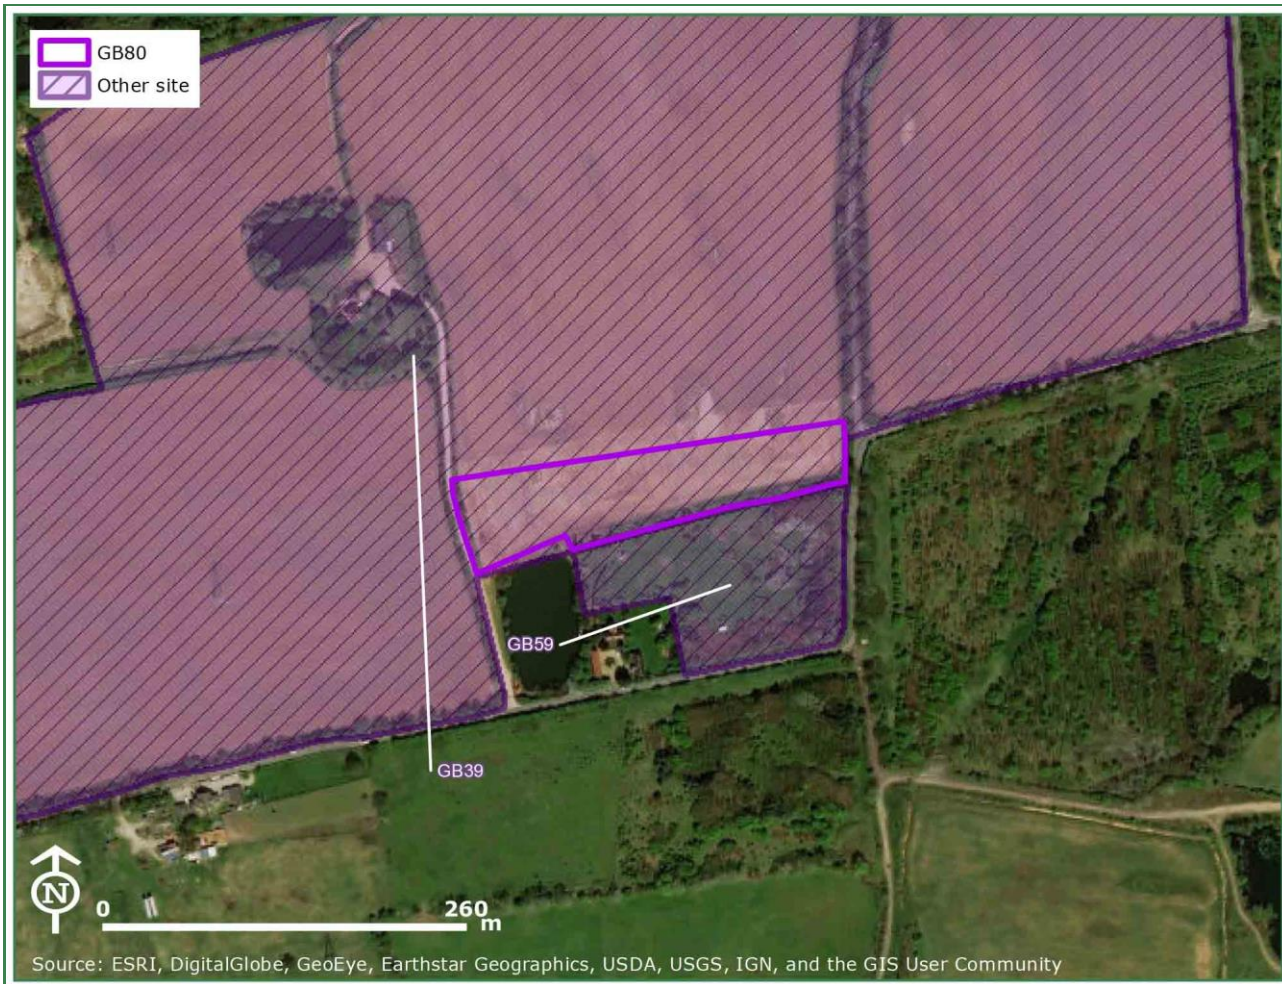 GB80
Other site
GB59
GB39
N
0 260 m
Source: ESRI, DigitalGlobe, GeoEye, Earthstar Geographics, USDA, USGS, IGN, and the GIS User Community